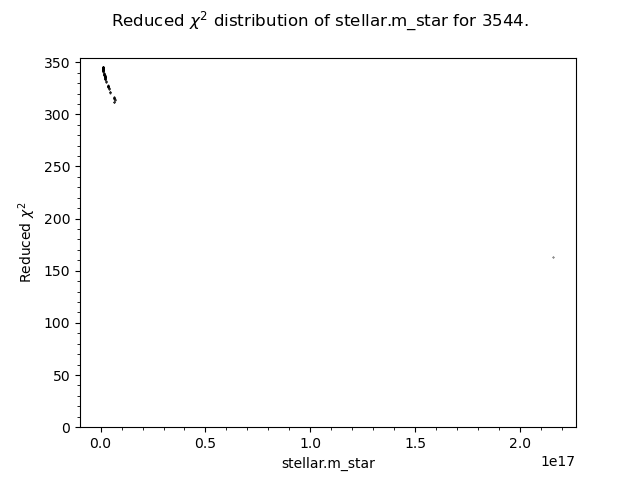 Reduced χ² distribution of stellar.m_star for 3544.
350
300
250
200
150
100
50
0
Reduced χ²
0.0 0.5 1.0 1.5 2.0
1e17
stellar.m_star